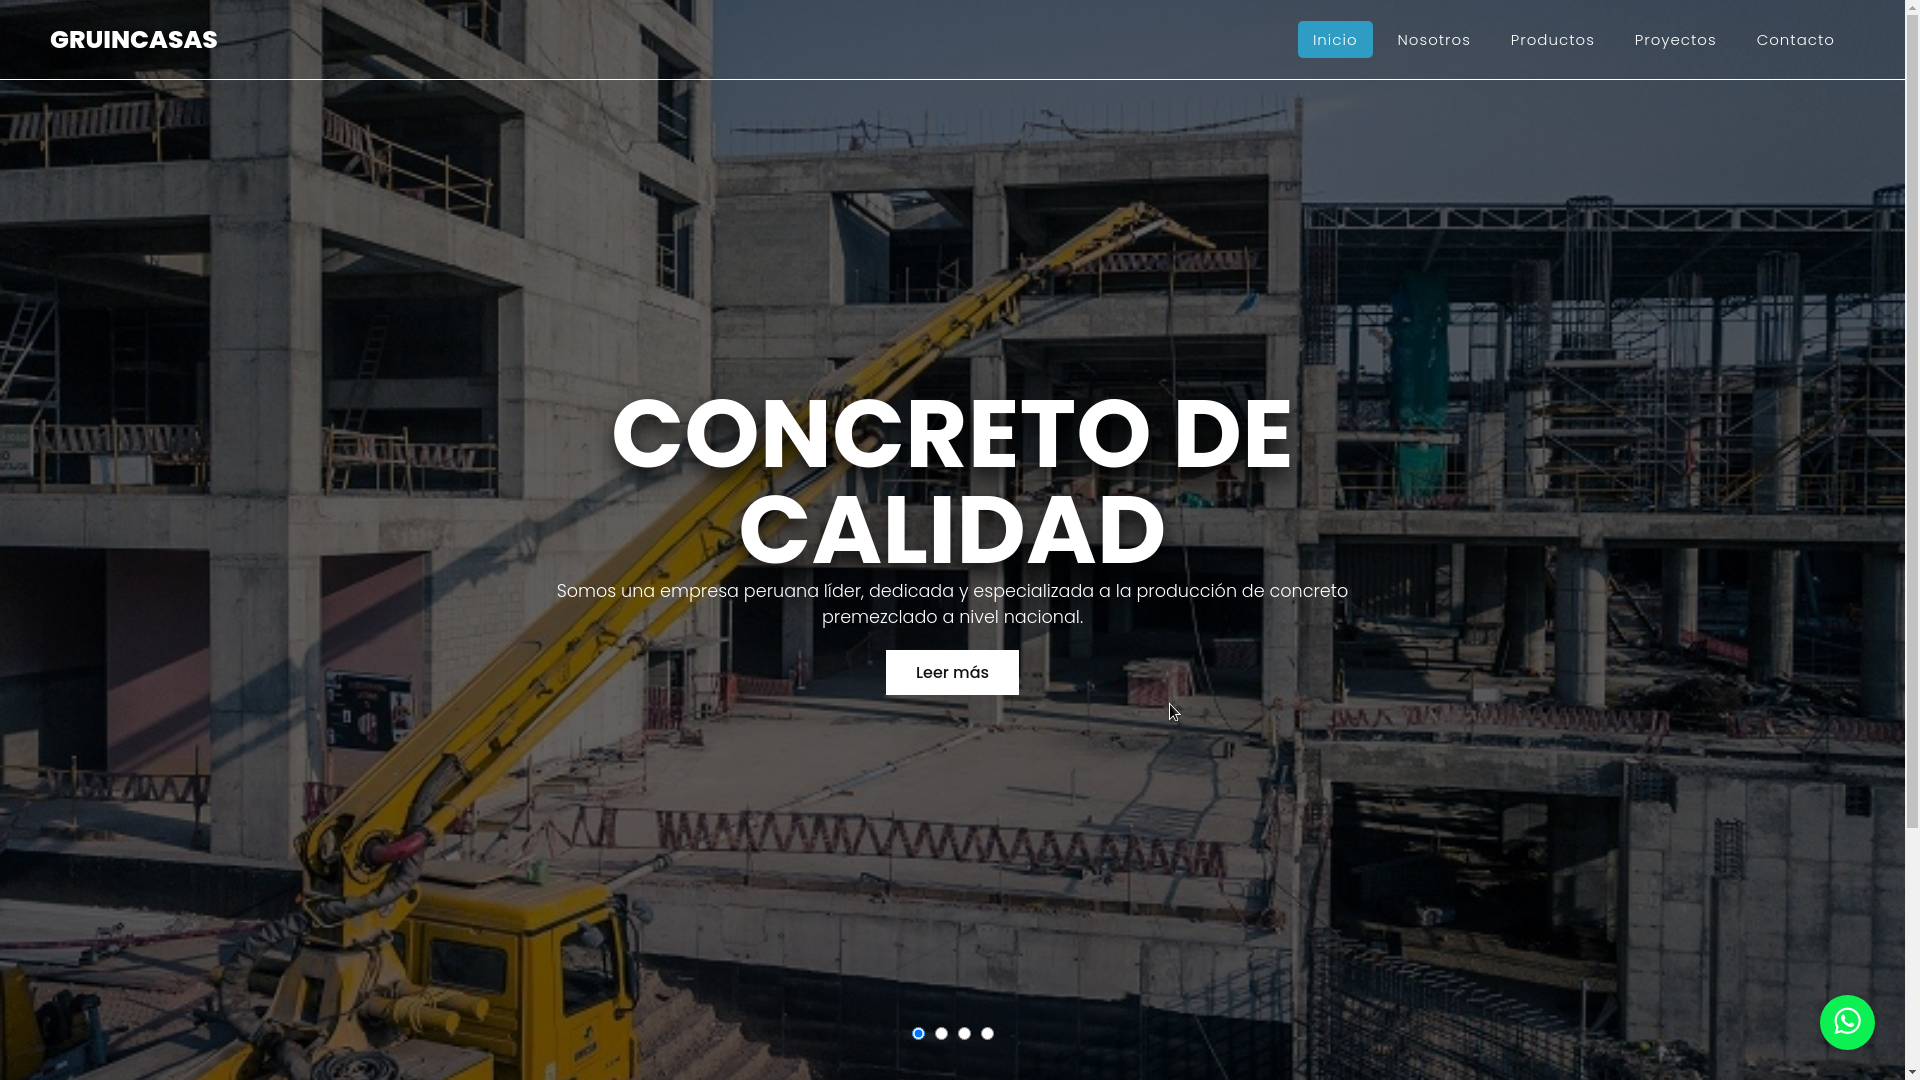 GRUINCASAS
Inicio Nosotros Productos Proyectos Contacto
CONCRETO DE
CALIDAD
Somos una empresa peruana líder, dedicada y especializada a la producción de concreto
premezclado a nivel nacional.
Leer más